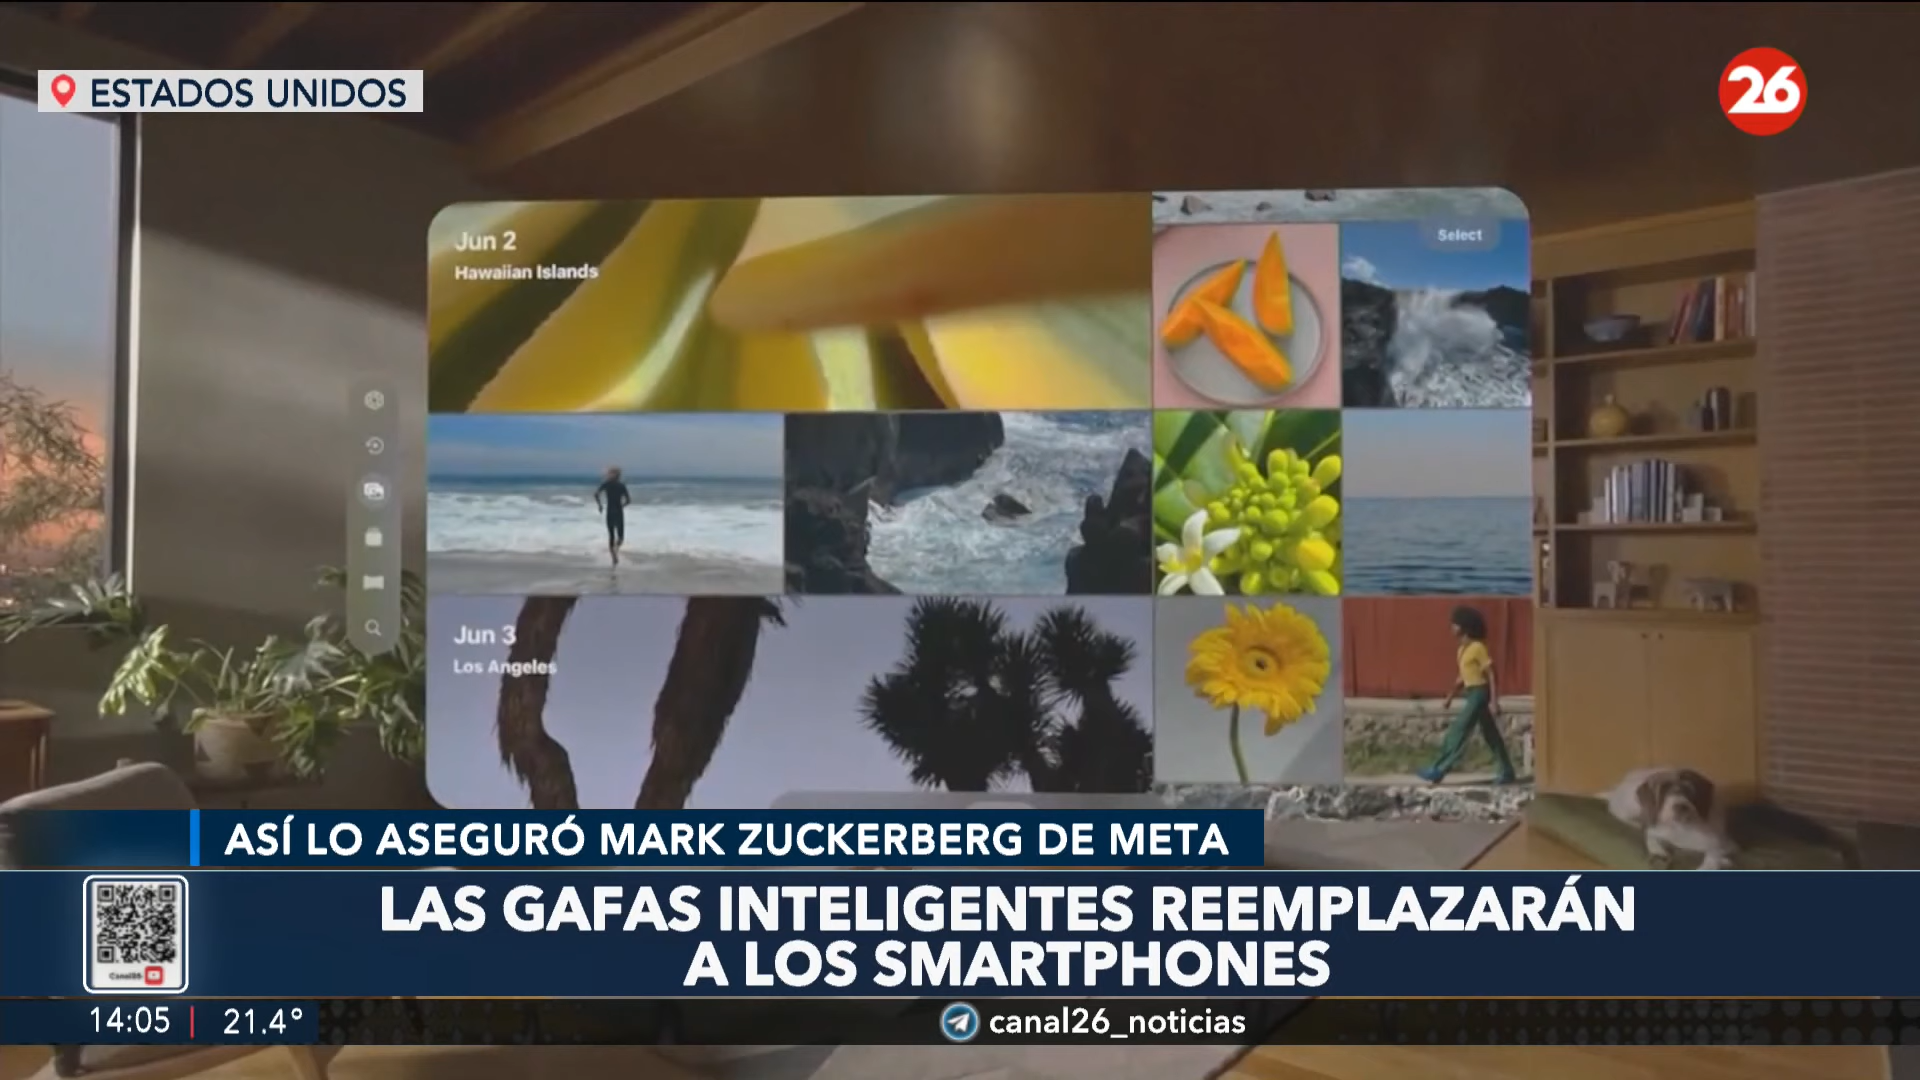 ESTADOS UNIDOS
26
Jun 2
Hawaiian Islands
Select
Jun 3
Los Angeles
ASÍ LO ASEGURÓ MARK ZUCKERBERG DE META
LAS GAFAS INTELIGENTES REEMPLAZARÁN
A LOS SMARTPHONES
Canal26
14:05 | 21.4°
canal26_noticias